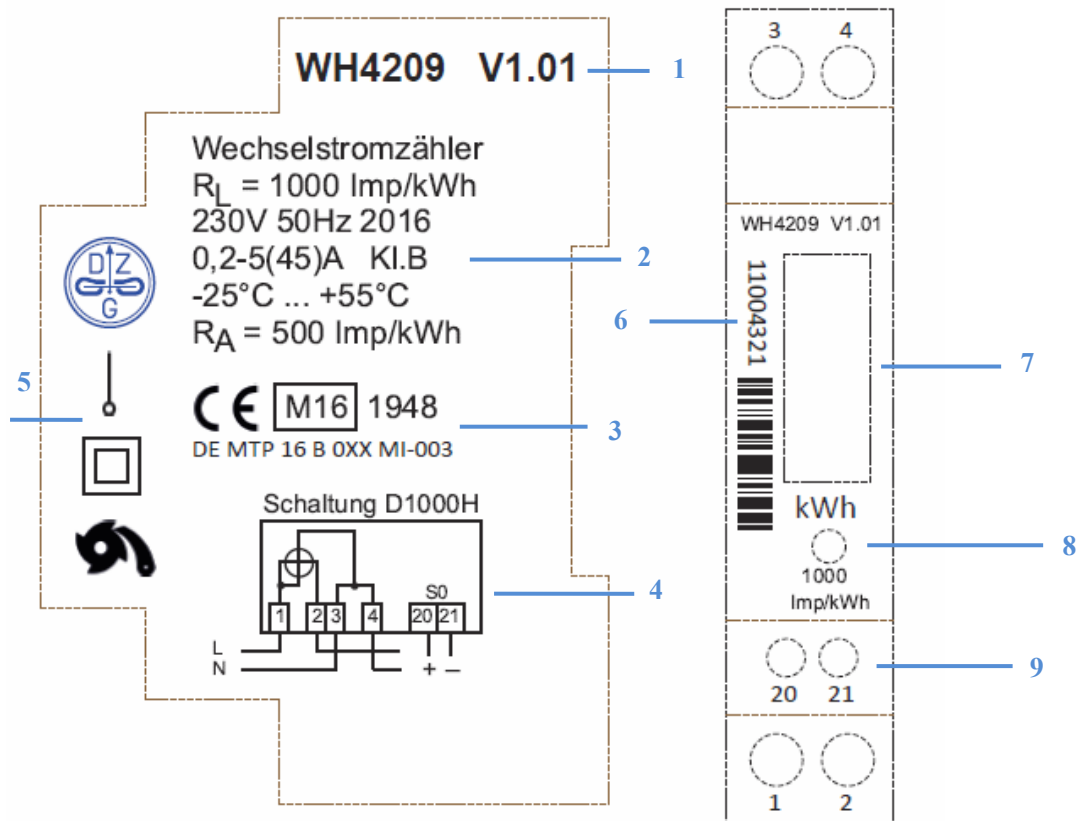 WH4209 V1.01
1
Wechselstromzähler
RL = 1000 Imp/kWh
230V 50Hz 2016
0,2-5(45)A KI.B
2
-25°C ... +55°C
RA = 500 Imp/kWh
D Z
G
5
CE M16 1948
3
DE MTP 16 B 0XX MI-003
Schaltung D1000H
S0
4
1 2 3 4 20 21
L
N
+ –
3 4
WH4209 V1.01
11004321
6
7
kWh
8
1000
Imp/kWh
9
20 21
1 2